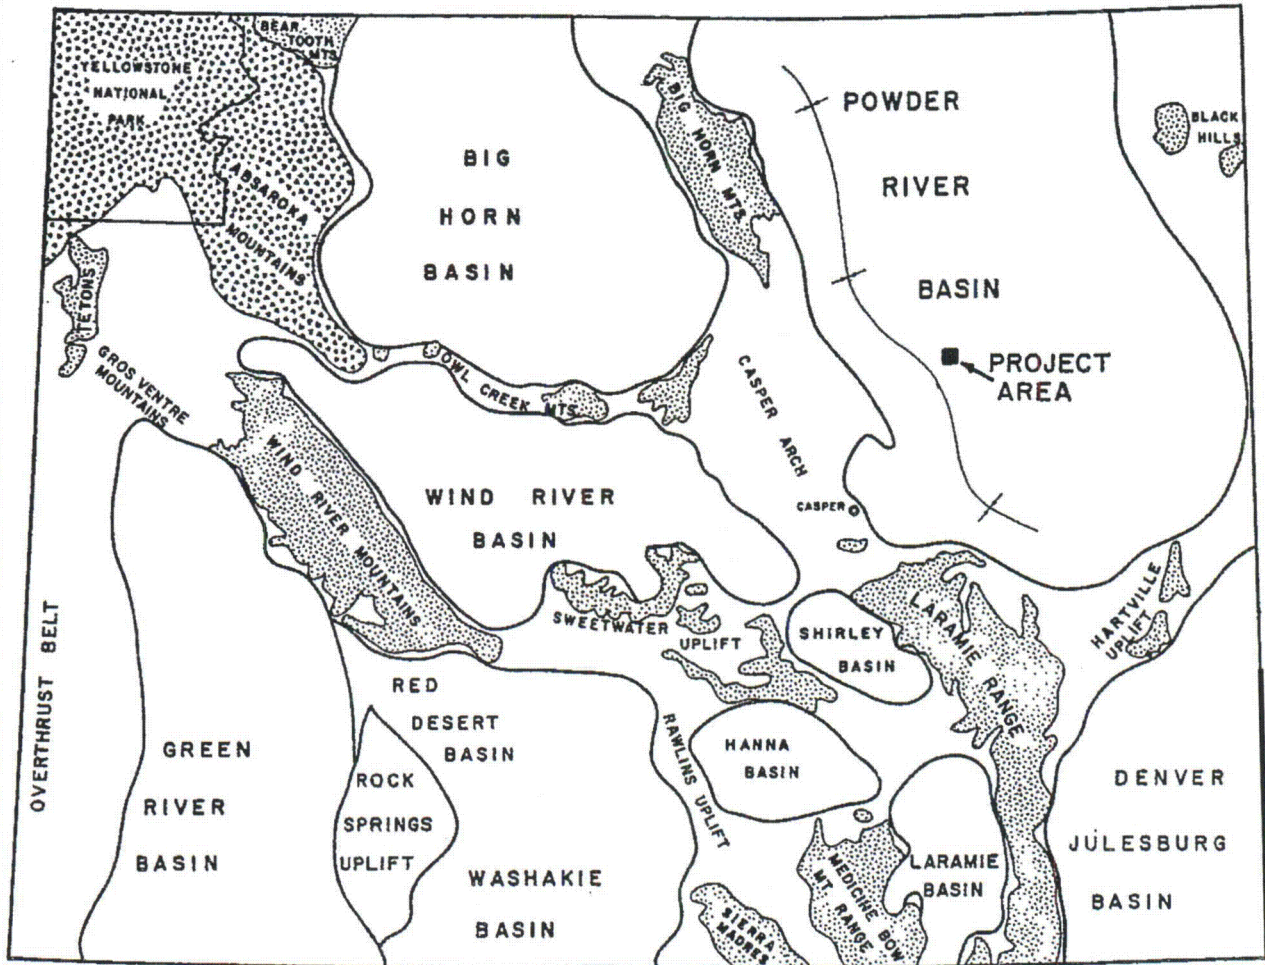 BEAR
TOOTH
MTS.
YELLOWSTONE
NATIONAL
PARK
ABSAROKA
MOUNTAINS
BIG
HORN
BASIN
BIG HORN MTS.
POWDER
RIVER
BASIN
BLACK
HILLS
TETONS
GROS VENTRE
MOUNTAINS
OWL CREEK MTS.
CASPER ARCH
PROJECT
AREA
WIND RIVER MOUNTAINS
WIND RIVER
BASIN
CASPER
SWEETWATER
UPLIFT
SHIRLEY
BASIN
LARAMIE RANGE
HARTVILLE
UPLIFT
OVERTHRUST BELT
GREEN
RIVER
BASIN
RED
DESERT
BASIN
ROCK
SPRINGS
UPLIFT
RAWLINS UPLIFT
HANNA
BASIN
WASHAKIE
BASIN
SIERRA
MADRES
MEDICINE BOW
MT. RANGE
LARAMIE
BASIN
DENVER
JULESBURG
BASIN